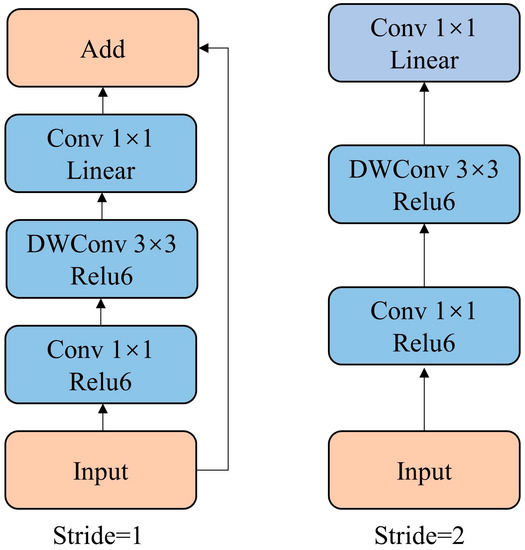 Add
Conv 1×1
Linear
DWConv 3×3
Relu6
Conv 1×1
Relu6
Input
Stride=1
Conv 1×1
Linear
DWConv 3×3
Relu6
Conv 1×1
Relu6
Input
Stride=2